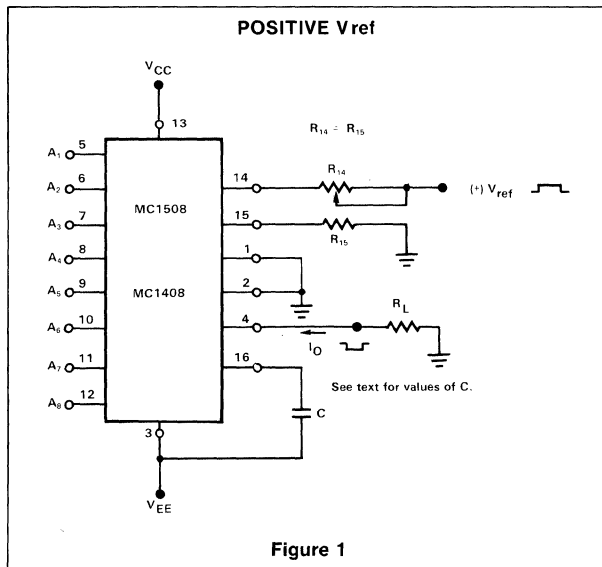 POSITIVE Vref
VCC
13
R14 = R15
A1 5
A2 6
A3 7
A4 8
A5 9
A6 10
A7 11
A8 12
MC1508
MC1408
14
15
1
2
4
16
3
R14
(+) Vref
R15
RL
IO
See text for values of C.
C
VEE
Figure 1